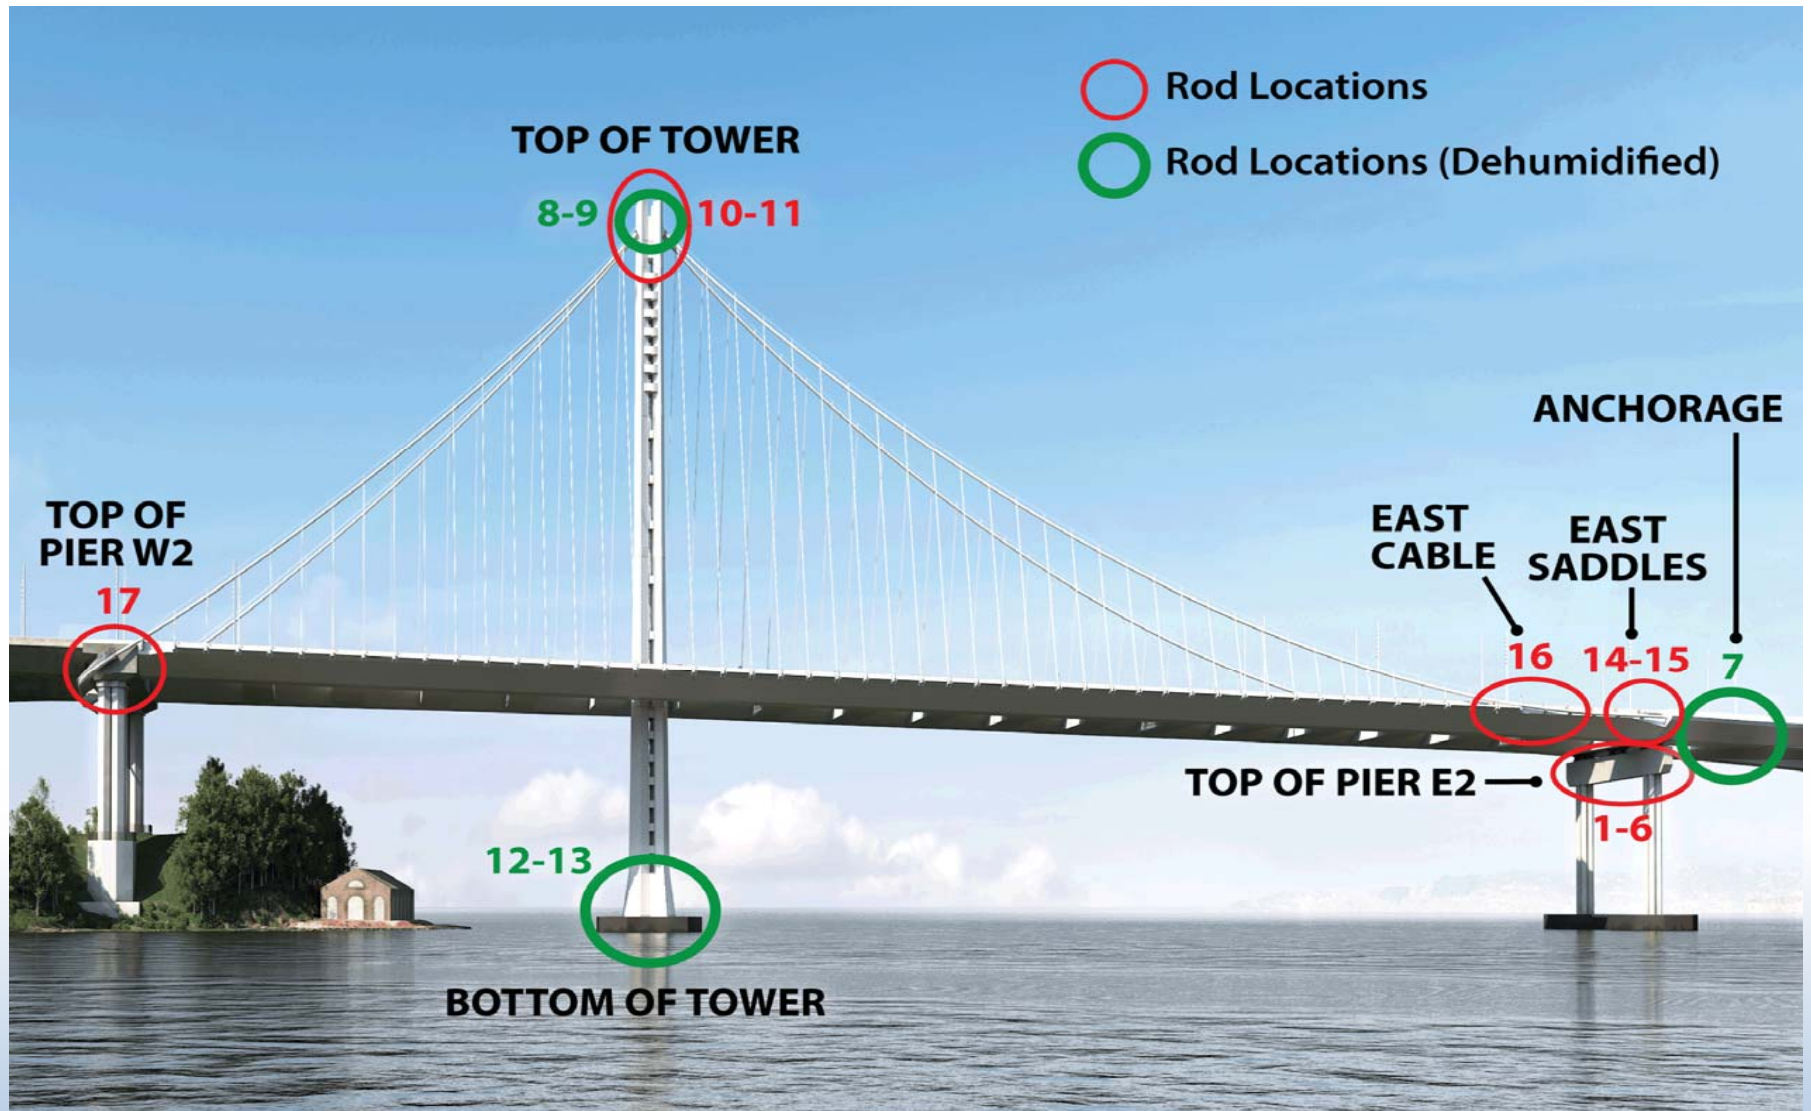 Rod Locations
Rod Locations (Dehumidified)
TOP OF TOWER
8-9
10-11
ANCHORAGE
EAST
CABLE
EAST
SADDLES
TOP OF
PIER W2
17
16
14-15
7
TOP OF PIER E2
1-6
12-13
BOTTOM OF TOWER